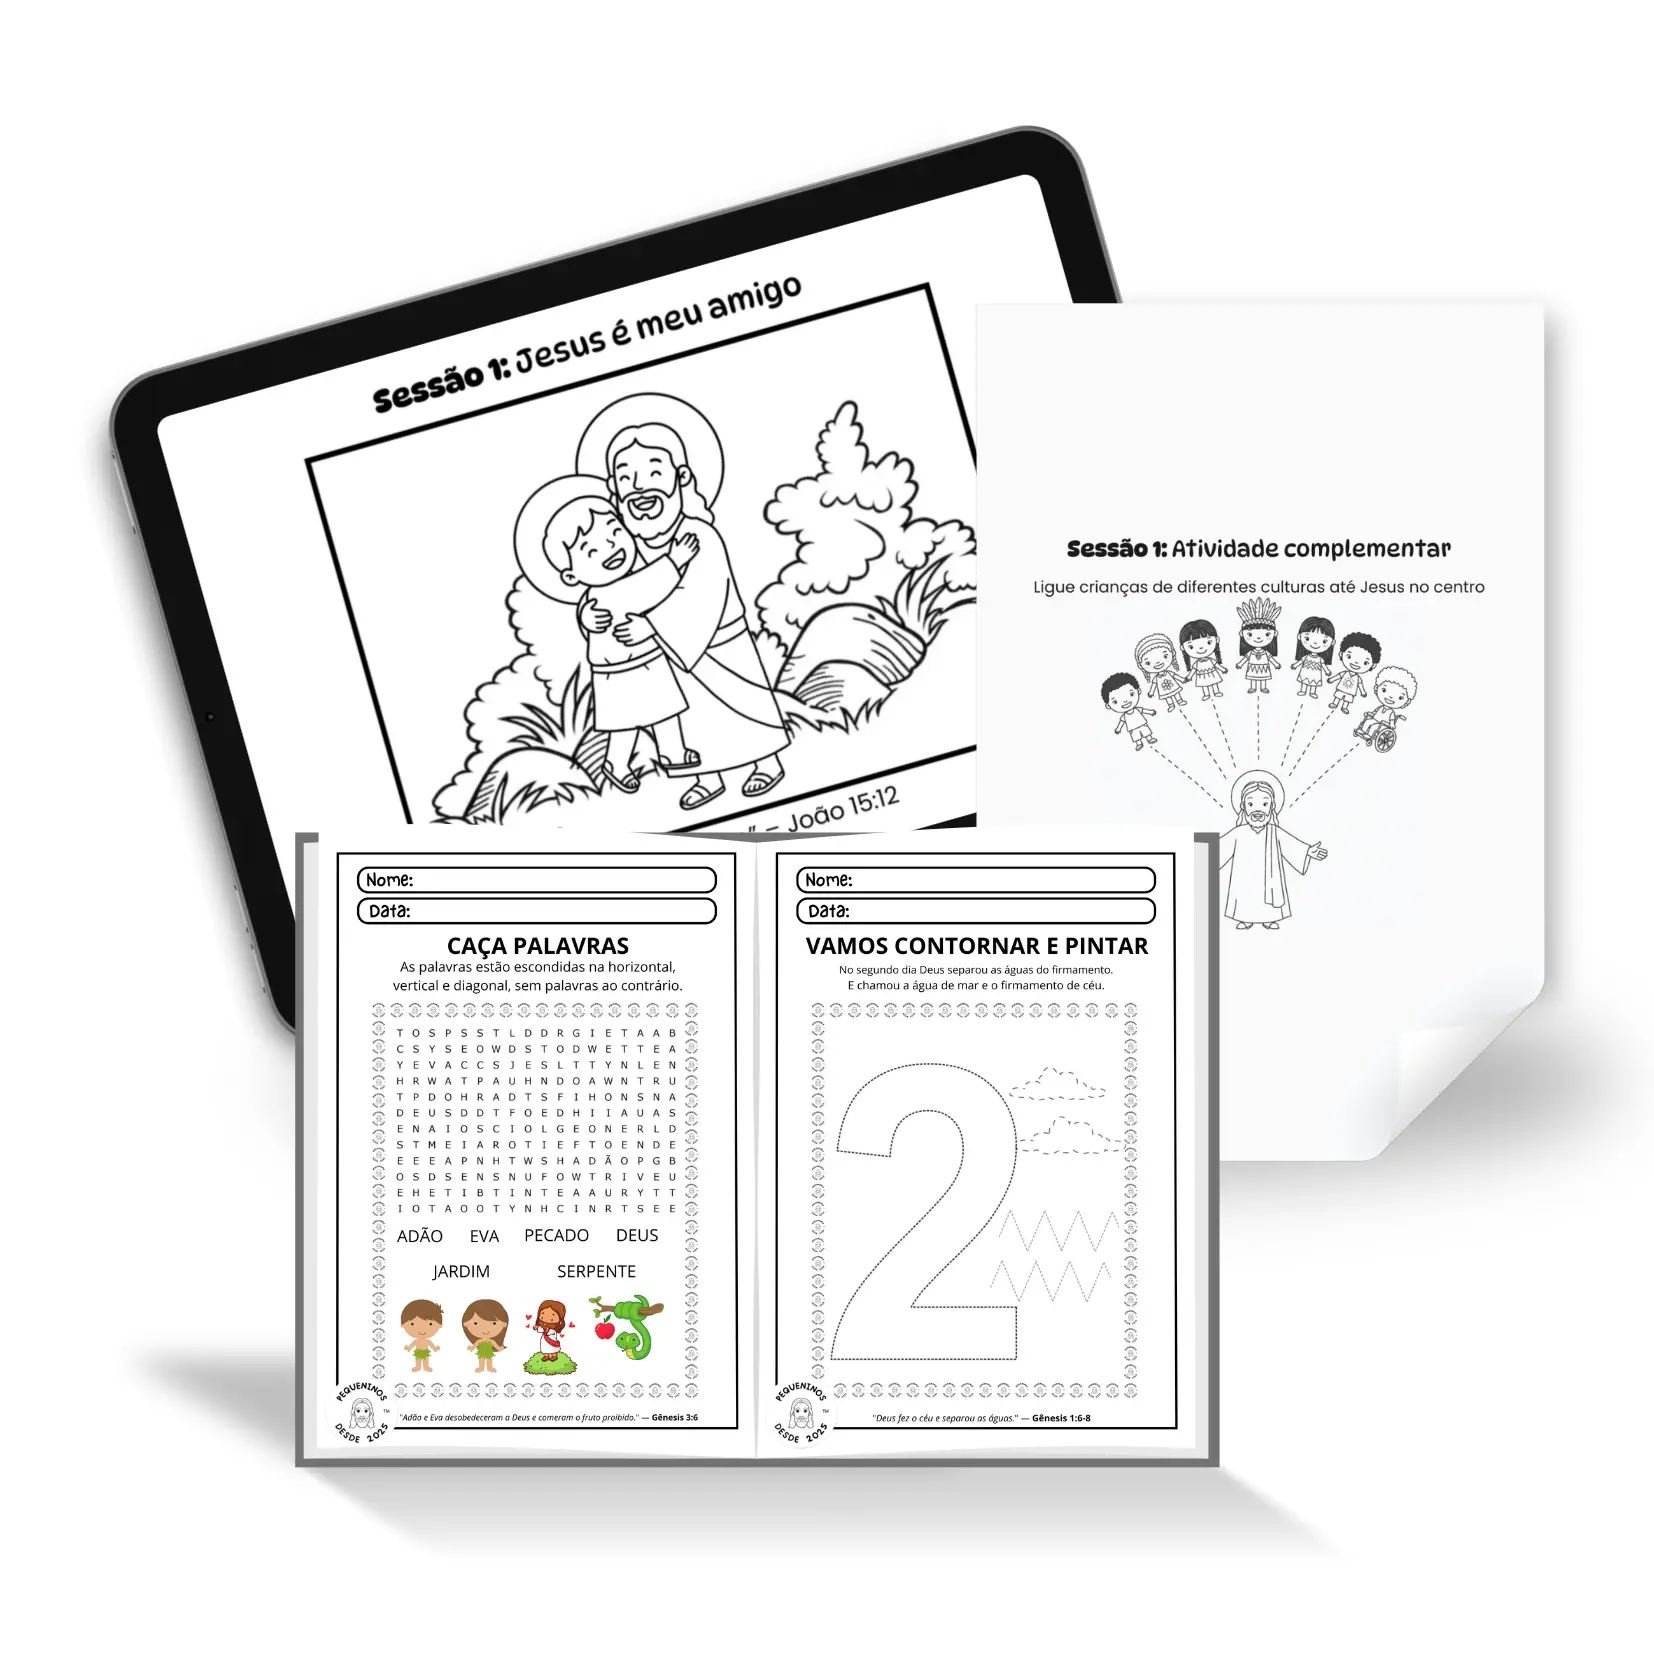 Sessão 1: Jesus é meu amigo
” – João 15:12
Sessão 1: Atividade complementar
Ligue crianças de diferentes culturas até Jesus no centro
Nome:
Data:
CAÇA PALAVRAS
As palavras estão escondidas na horizontal,
vertical e diagonal, sem palavras ao contrário.
T O S P S S T L D D R G I E T A A B
C S Y S E O W D S T O D W E T T E A
Y E V A C C S J E S L T T Y N L E N
H R W A T P A U H N D O A W N T R U
T P D O H R A D T S F I H O N S N A
D E U S D D T F O E D H I I A U A S
E N A I O S C I O L G E O N E R L D
S T M E I A R O T I E F T O E N D E
E E E A P N H T W S H A D Ã O P G B
O S D S E N S N U F O W T R I V E U
E H E T I B T I N T E A A U R Y T T
I O T A O O T Y N H C I N R T S E E
ADÃO EVA PECADO DEUS
JARDIM SERPENTE
"Adão e Eva desobedeceram a Deus e comeram o fruto proibido." — Gênesis 3:6
PEQUENINOS
TM
DESDE 2025
Nome:
Data:
VAMOS CONTORNAR E PINTAR
No segundo dia Deus separou as águas do firmamento.
E chamou a água de mar e o firmamento de céu.
2
"Deus fez o céu e separou as águas." — Gênesis 1:6-8
PEQUENINOS
TM
DESDE 2025